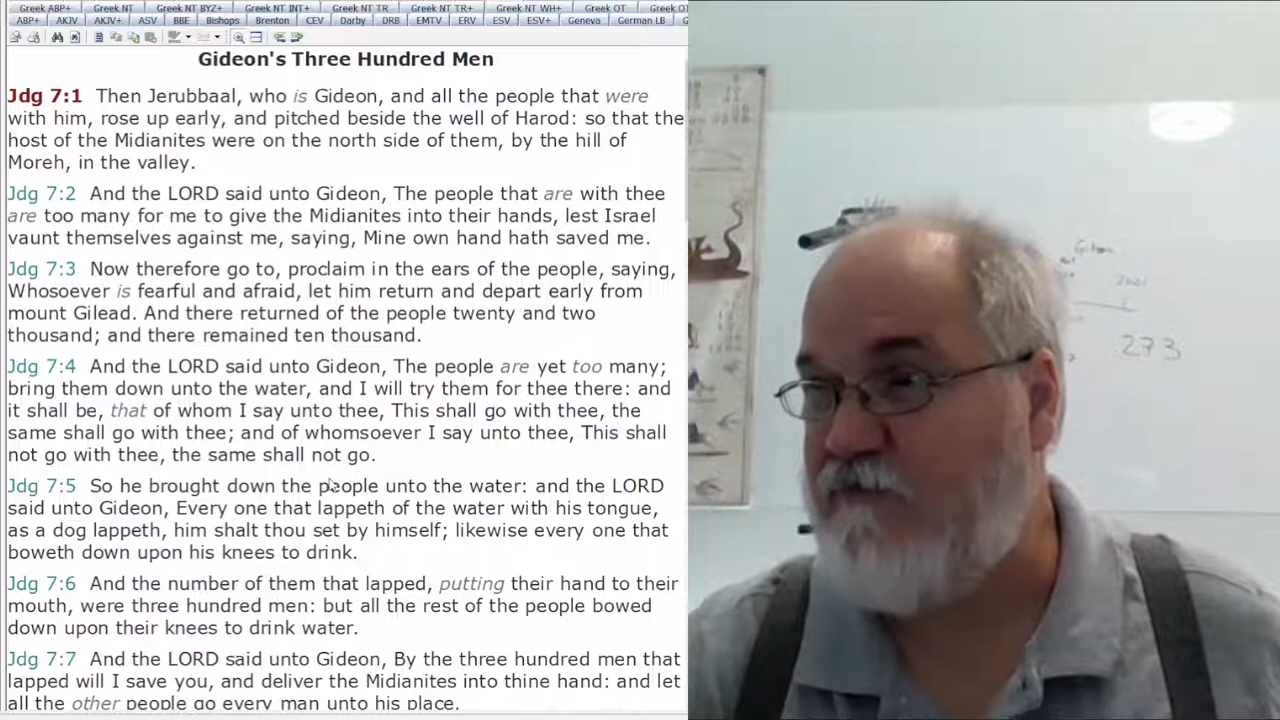 Greek ABP+ Greek NT Greek NT BYZ+ Greek NT INT+ Greek NT TR Greek NT TR+ Greek NT WH+ Greek OT
ABP+ AKJV AKJV+ ASV BBE Bishops Brenton CEV Darby DRB EMTV ERV ESV ESV+ Geneva German LB
Gideon's Three Hundred Men
Jdg 7:1 Then Jerubbaal, who is Gideon, and all the people that were
with him, rose up early, and pitched beside the well of Harod: so that the
host of the Midianites were on the north side of them, by the hill of
Moreh, in the valley.
Jdg 7:2 And the LORD said unto Gideon, The people that are with thee
are too many for me to give the Midianites into their hands, lest Israel
vaunt themselves against me, saying, Mine own hand hath saved me.
Jdg 7:3 Now therefore go to, proclaim in the ears of the people, saying,
Whosoever is fearful and afraid, let him return and depart early from
mount Gilead. And there returned of the people twenty and two
thousand; and there remained ten thousand.
Jdg 7:4 And the LORD said unto Gideon, The people are yet too many;
bring them down unto the water, and I will try them for thee there: and
it shall be, that of whom I say unto thee, This shall go with thee, the
same shall go with thee; and of whomsoever I say unto thee, This shall
not go with thee, the same shall not go.
Jdg 7:5 So he brought down the people unto the water: and the LORD
said unto Gideon, Every one that lappeth of the water with his tongue,
as a dog lappeth, him shalt thou set by himself; likewise every one that
boweth down upon his knees to drink.
Jdg 7:6 And the number of them that lapped, putting their hand to their
mouth, were three hundred men: but all the rest of the people bowed
down upon their knees to drink water.
Jdg 7:7 And the LORD said unto Gideon, By the three hundred men that
lapped will I save you, and deliver the Midianites into thine hand: and let
all the other people go every man unto his place.
Gideon
2021
273